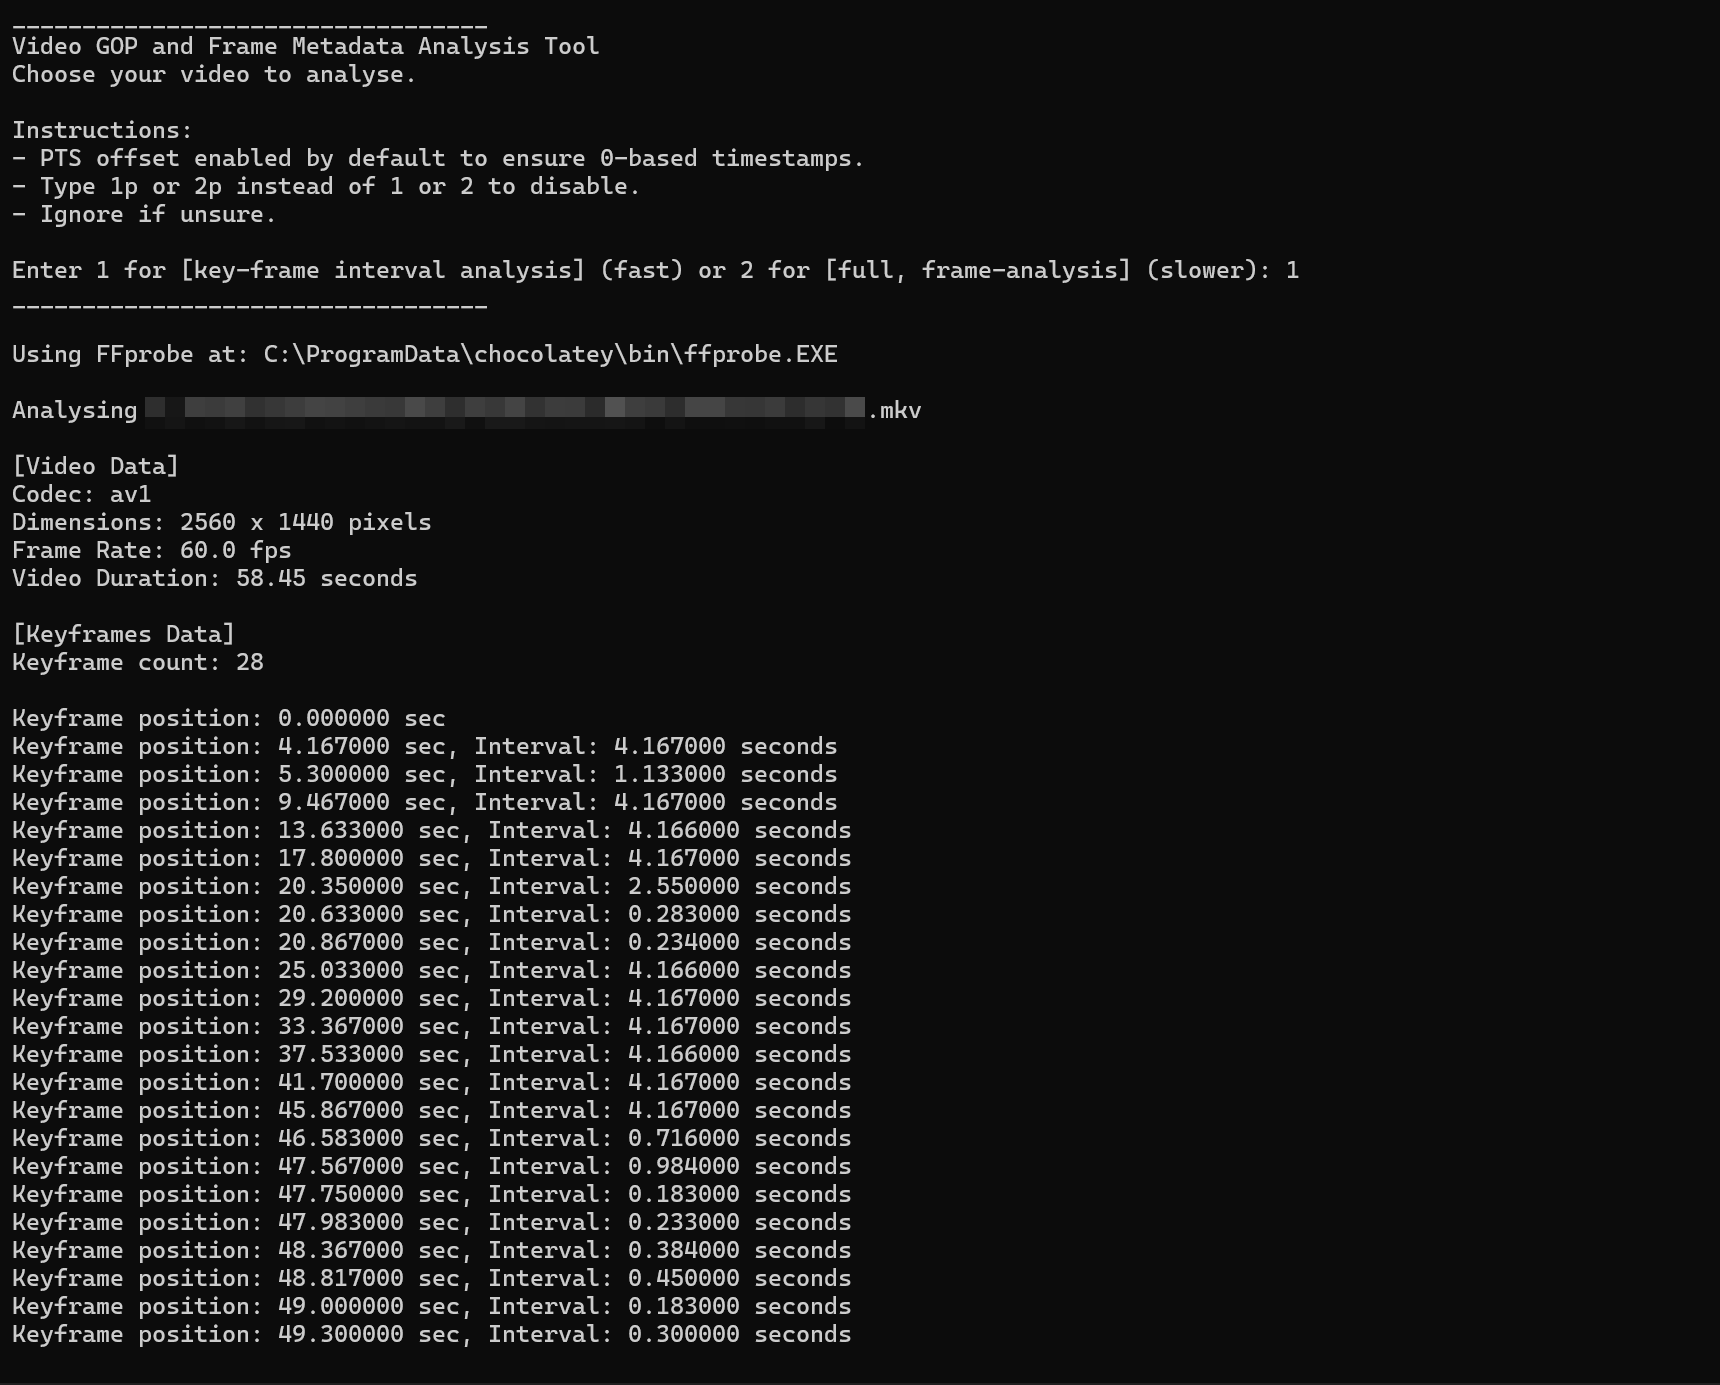 __________________________________
Video GOP and Frame Metadata Analysis Tool
Choose your video to analyse.
Instructions:
- PTS offset enabled by default to ensure 0-based timestamps.
- Type 1p or 2p instead of 1 or 2 to disable.
- Ignore if unsure.
Enter 1 for [key-frame interval analysis] (fast) or 2 for [full, frame-analysis] (slower): 1
__________________________________
Using FFprobe at: C:\ProgramData\chocolatey\bin\ffprobe.EXE
Analysing .mkv
[Video Data]
Codec: av1
Dimensions: 2560 x 1440 pixels
Frame Rate: 60.0 fps
Video Duration: 58.45 seconds
[Keyframes Data]
Keyframe count: 28
Keyframe position: 0.000000 sec
Keyframe position: 4.167000 sec, Interval: 4.167000 seconds
Keyframe position: 5.300000 sec, Interval: 1.133000 seconds
Keyframe position: 9.467000 sec, Interval: 4.167000 seconds
Keyframe position: 13.633000 sec, Interval: 4.166000 seconds
Keyframe position: 17.800000 sec, Interval: 4.167000 seconds
Keyframe position: 20.350000 sec, Interval: 2.550000 seconds
Keyframe position: 20.633000 sec, Interval: 0.283000 seconds
Keyframe position: 20.867000 sec, Interval: 0.234000 seconds
Keyframe position: 25.033000 sec, Interval: 4.166000 seconds
Keyframe position: 29.200000 sec, Interval: 4.167000 seconds
Keyframe position: 33.367000 sec, Interval: 4.167000 seconds
Keyframe position: 37.533000 sec, Interval: 4.166000 seconds
Keyframe position: 41.700000 sec, Interval: 4.167000 seconds
Keyframe position: 45.867000 sec, Interval: 4.167000 seconds
Keyframe position: 46.583000 sec, Interval: 0.716000 seconds
Keyframe position: 47.567000 sec, Interval: 0.984000 seconds
Keyframe position: 47.750000 sec, Interval: 0.183000 seconds
Keyframe position: 47.983000 sec, Interval: 0.233000 seconds
Keyframe position: 48.367000 sec, Interval: 0.384000 seconds
Keyframe position: 48.817000 sec, Interval: 0.450000 seconds
Keyframe position: 49.000000 sec, Interval: 0.183000 seconds
Keyframe position: 49.300000 sec, Interval: 0.300000 seconds